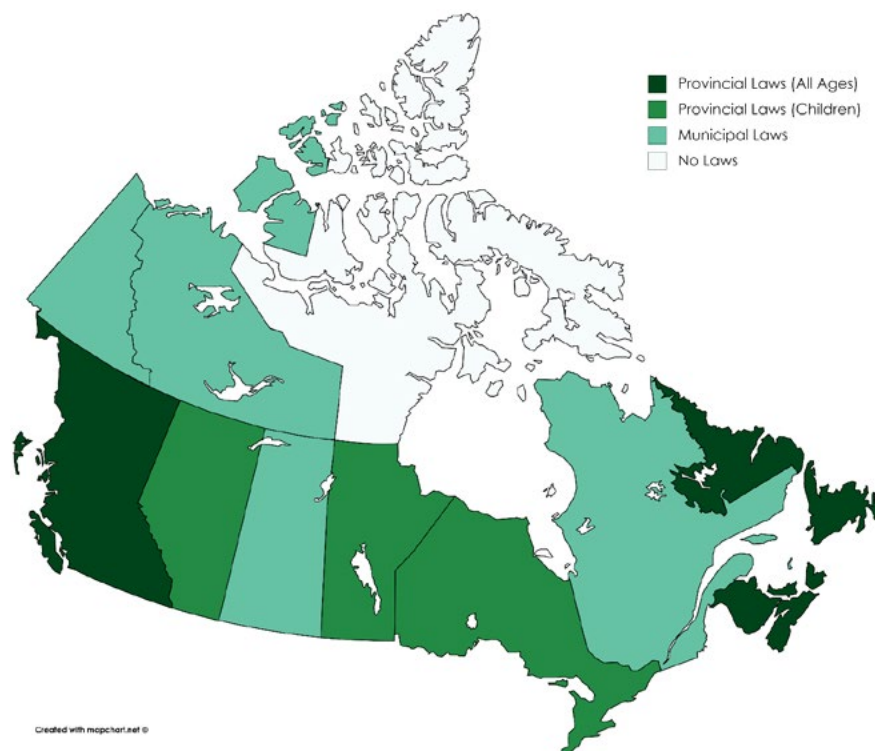 Provincial Laws (All Ages)
Provincial Laws (Children)
Municipal Laws
No Laws
Created with mapchart.net ©